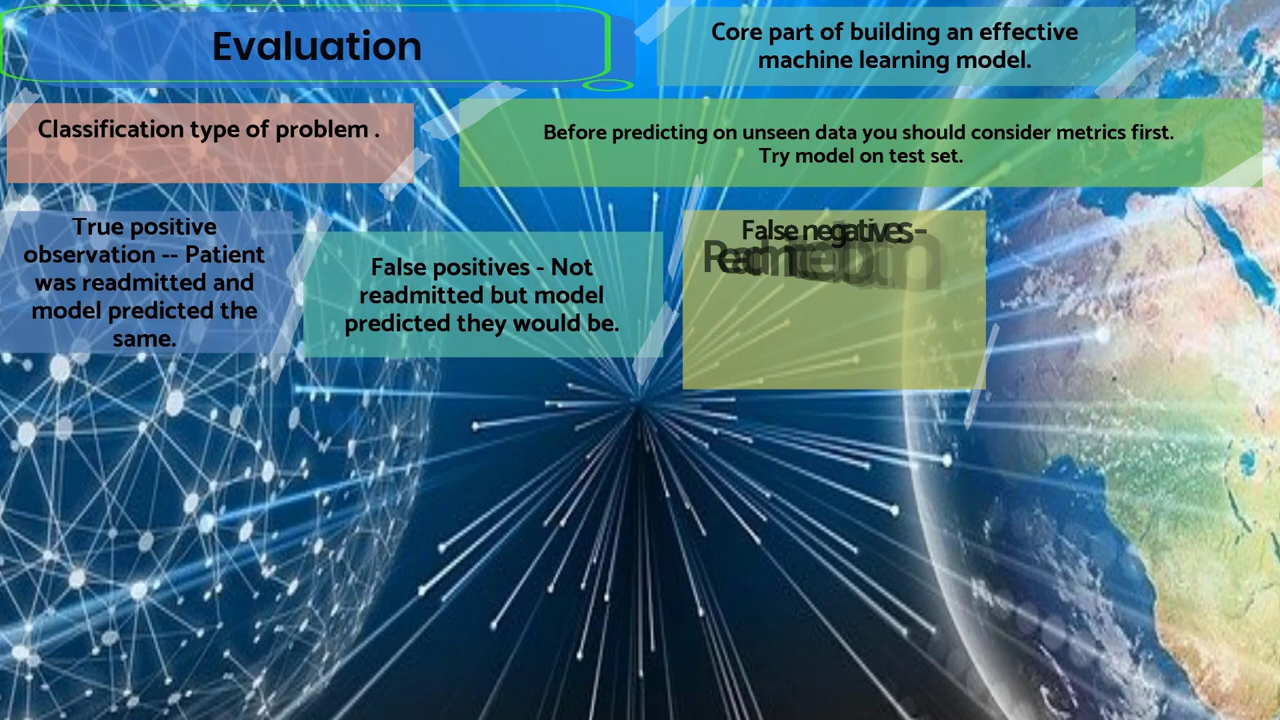 Evaluation
Core part of building an effective
machine learning model.
Classification type of problem .
Before predicting on unseen data you should consider metrics first.
Try model on test set.
True positive
observation -- Patient
was readmitted and
model predicted the
same.
False positives - Not
readmitted but model
predicted they would be.
False negatives-